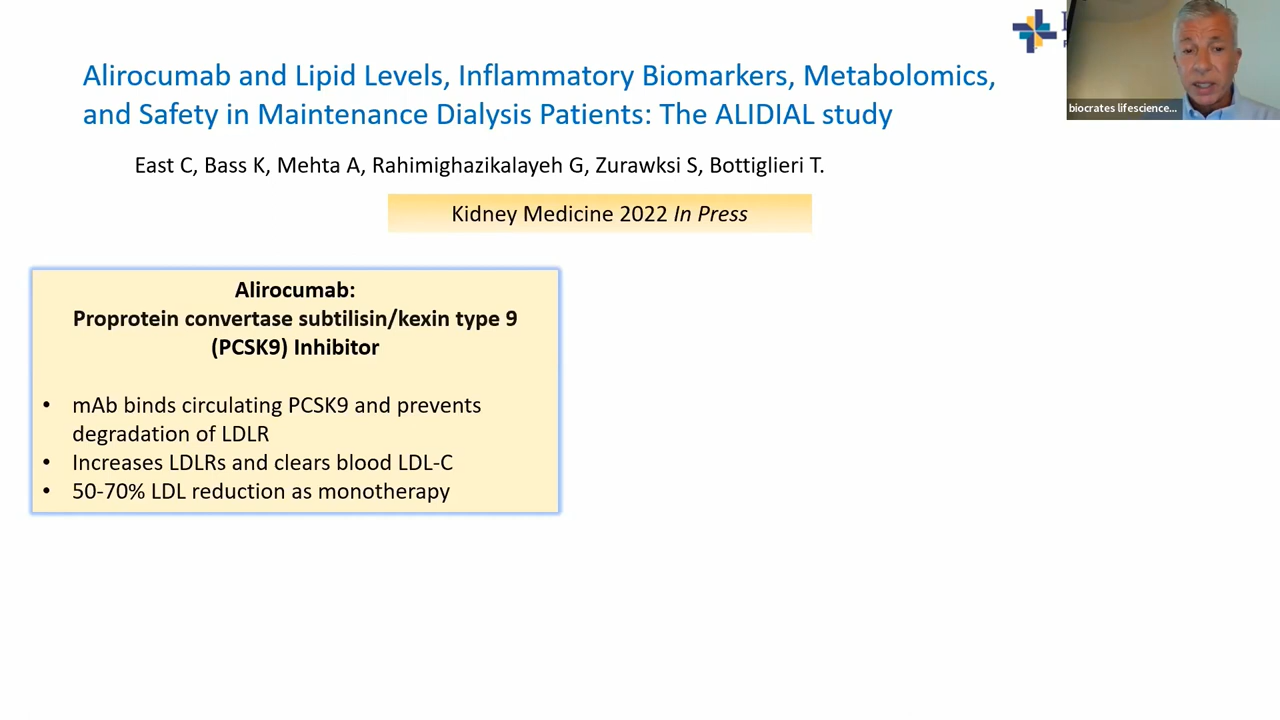 Alirocumab and Lipid Levels, Inflammatory Biomarkers, Metabolomics,
and Safety in Maintenance Dialysis Patients: The ALIDIAL study
East C, Bass K, Mehta A, Rahimighazikalayeh G, Zurawksi S, Bottiglieri T.
Kidney Medicine 2022 In Press
Alirocumab:
Proprotein convertase subtilisin/kexin type 9
(PCSK9) Inhibitor
• mAb binds circulating PCSK9 and prevents
degradation of LDLR
• Increases LDLRs and clears blood LDL-C
• 50-70% LDL reduction as monotherapy
biocrates lifescience...